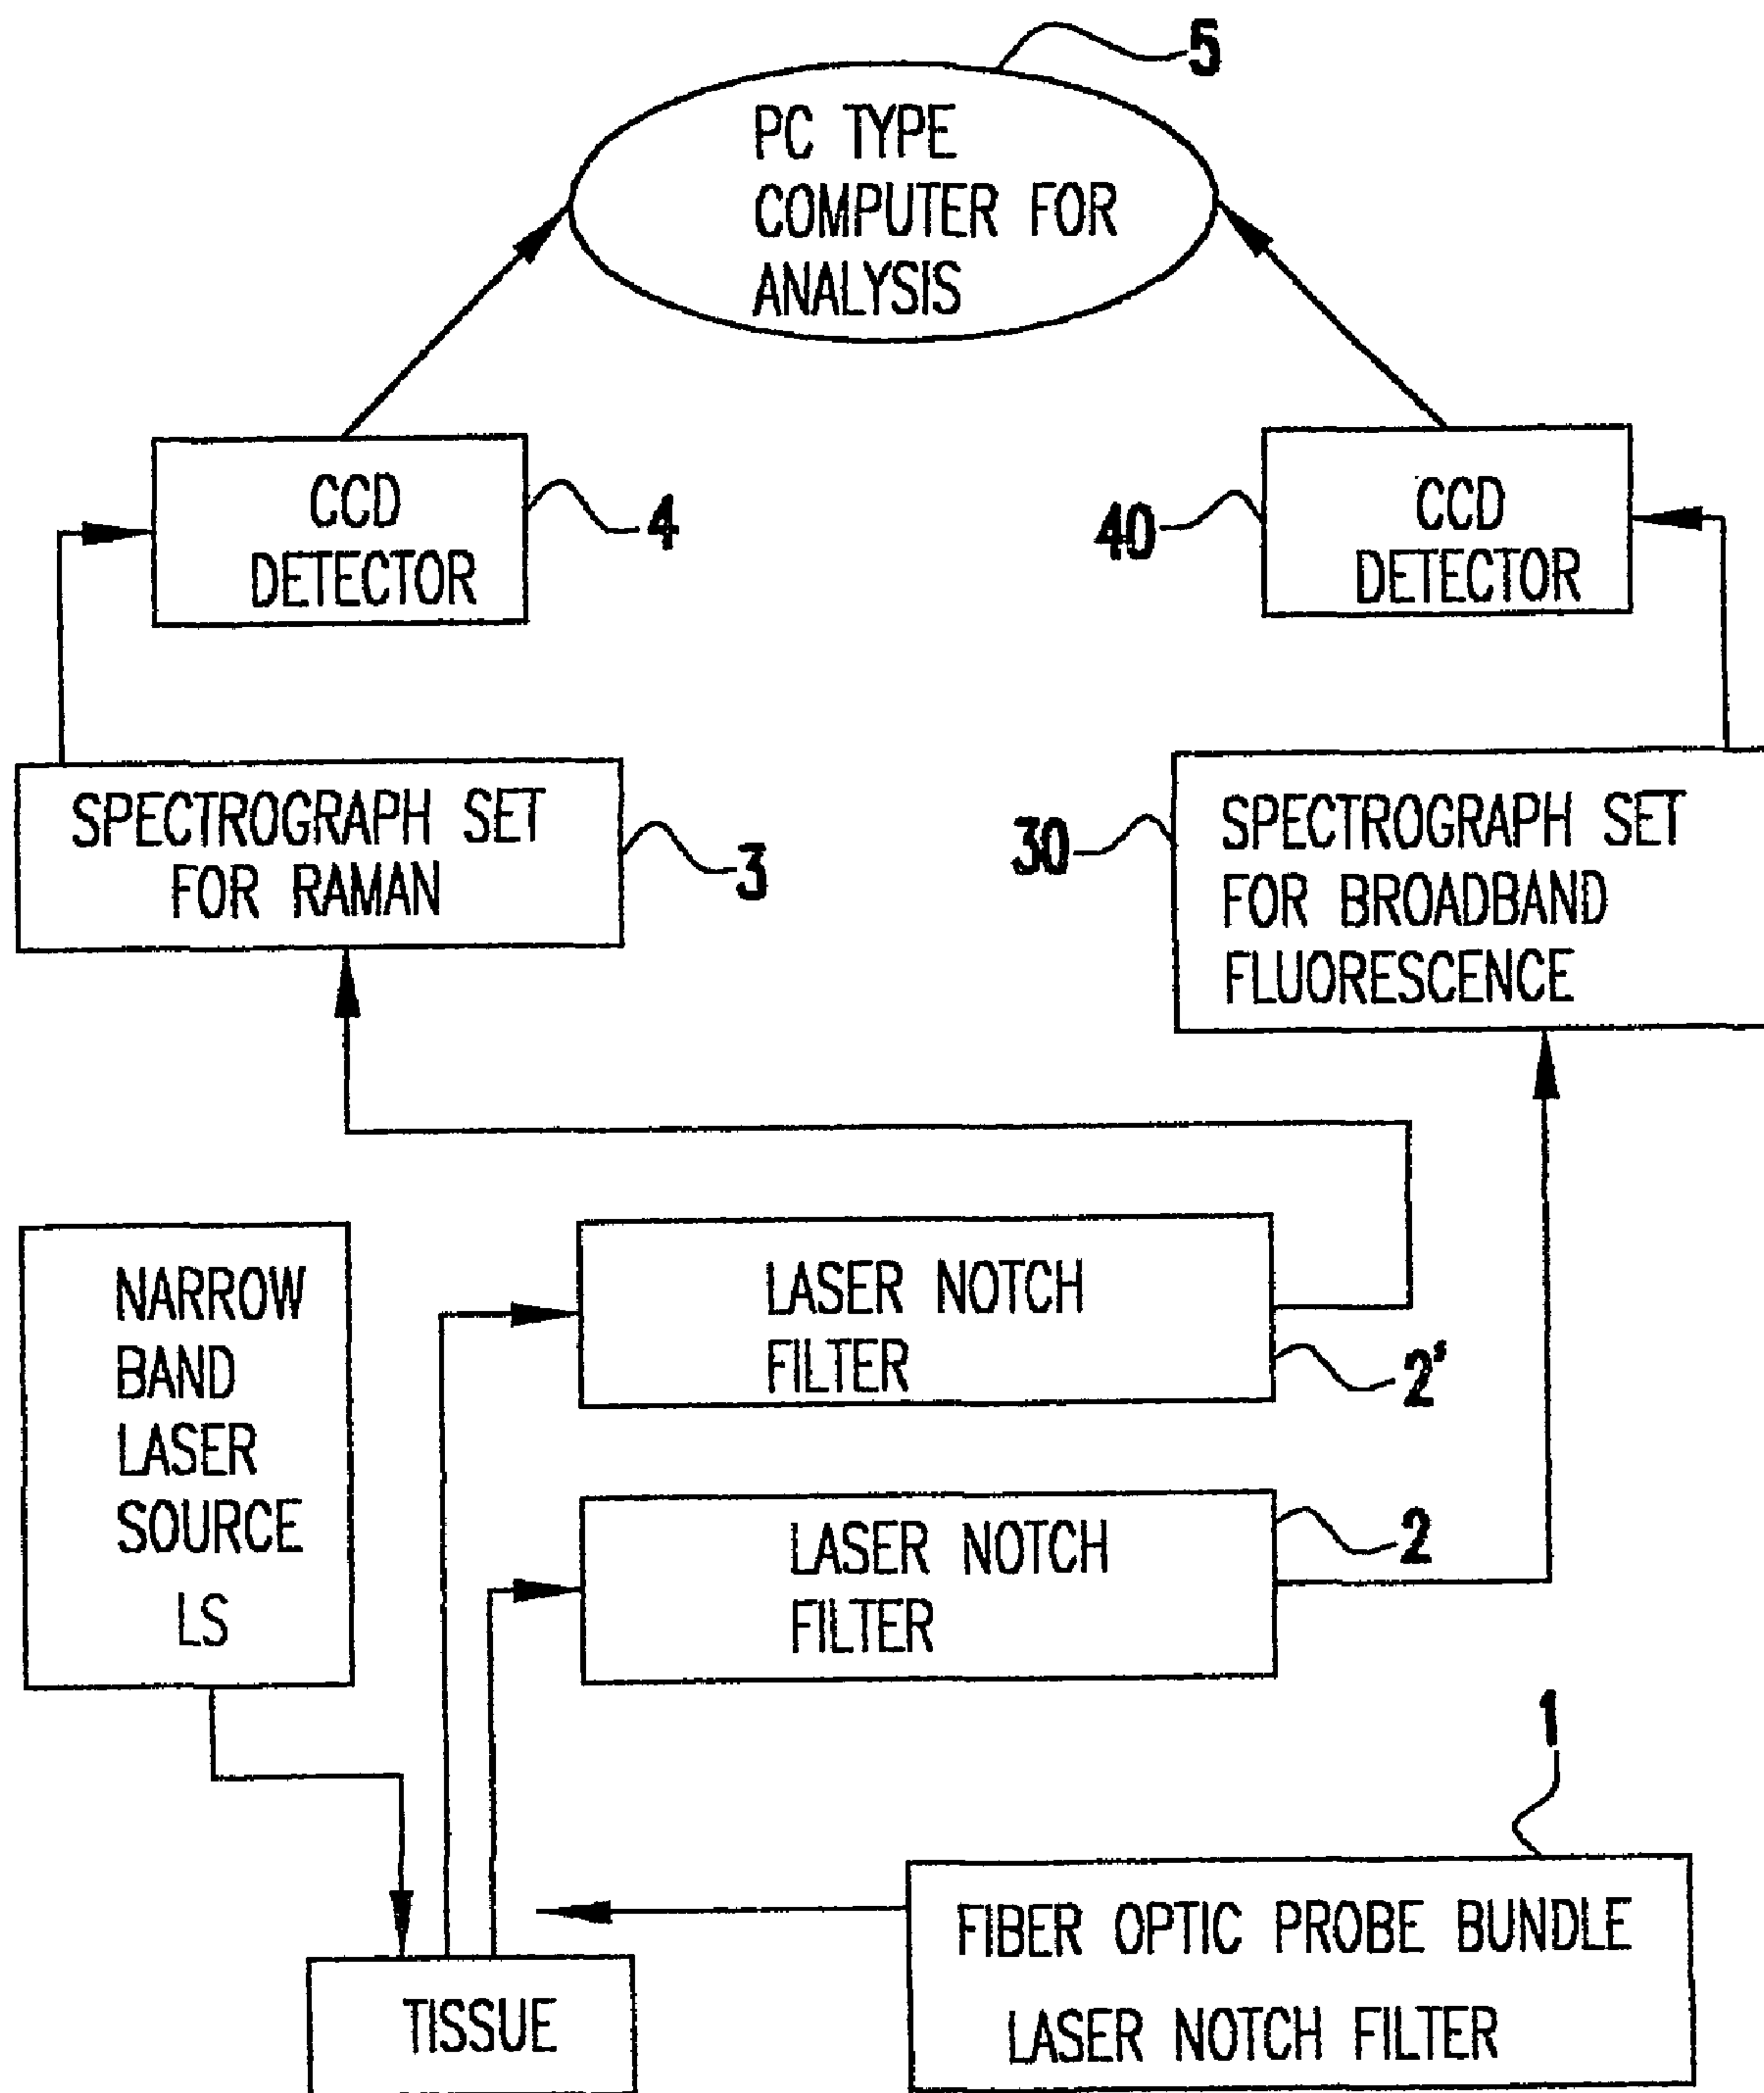 5
PC TYPE
COMPUTER FOR
ANALYSIS
CCD
DETECTOR
4
40
CCD
DETECTOR
SPECTROGRAPH SET
FOR RAMAN
3
30
SPECTROGRAPH SET
FOR BROADBAND
FLUORESCENCE
NARROW
BAND
LASER
SOURCE
LS
LASER NOTCH
FILTER
2'
LASER NOTCH
FILTER
2
1
FIBER OPTIC PROBE BUNDLE
LASER NOTCH FILTER
TISSUE